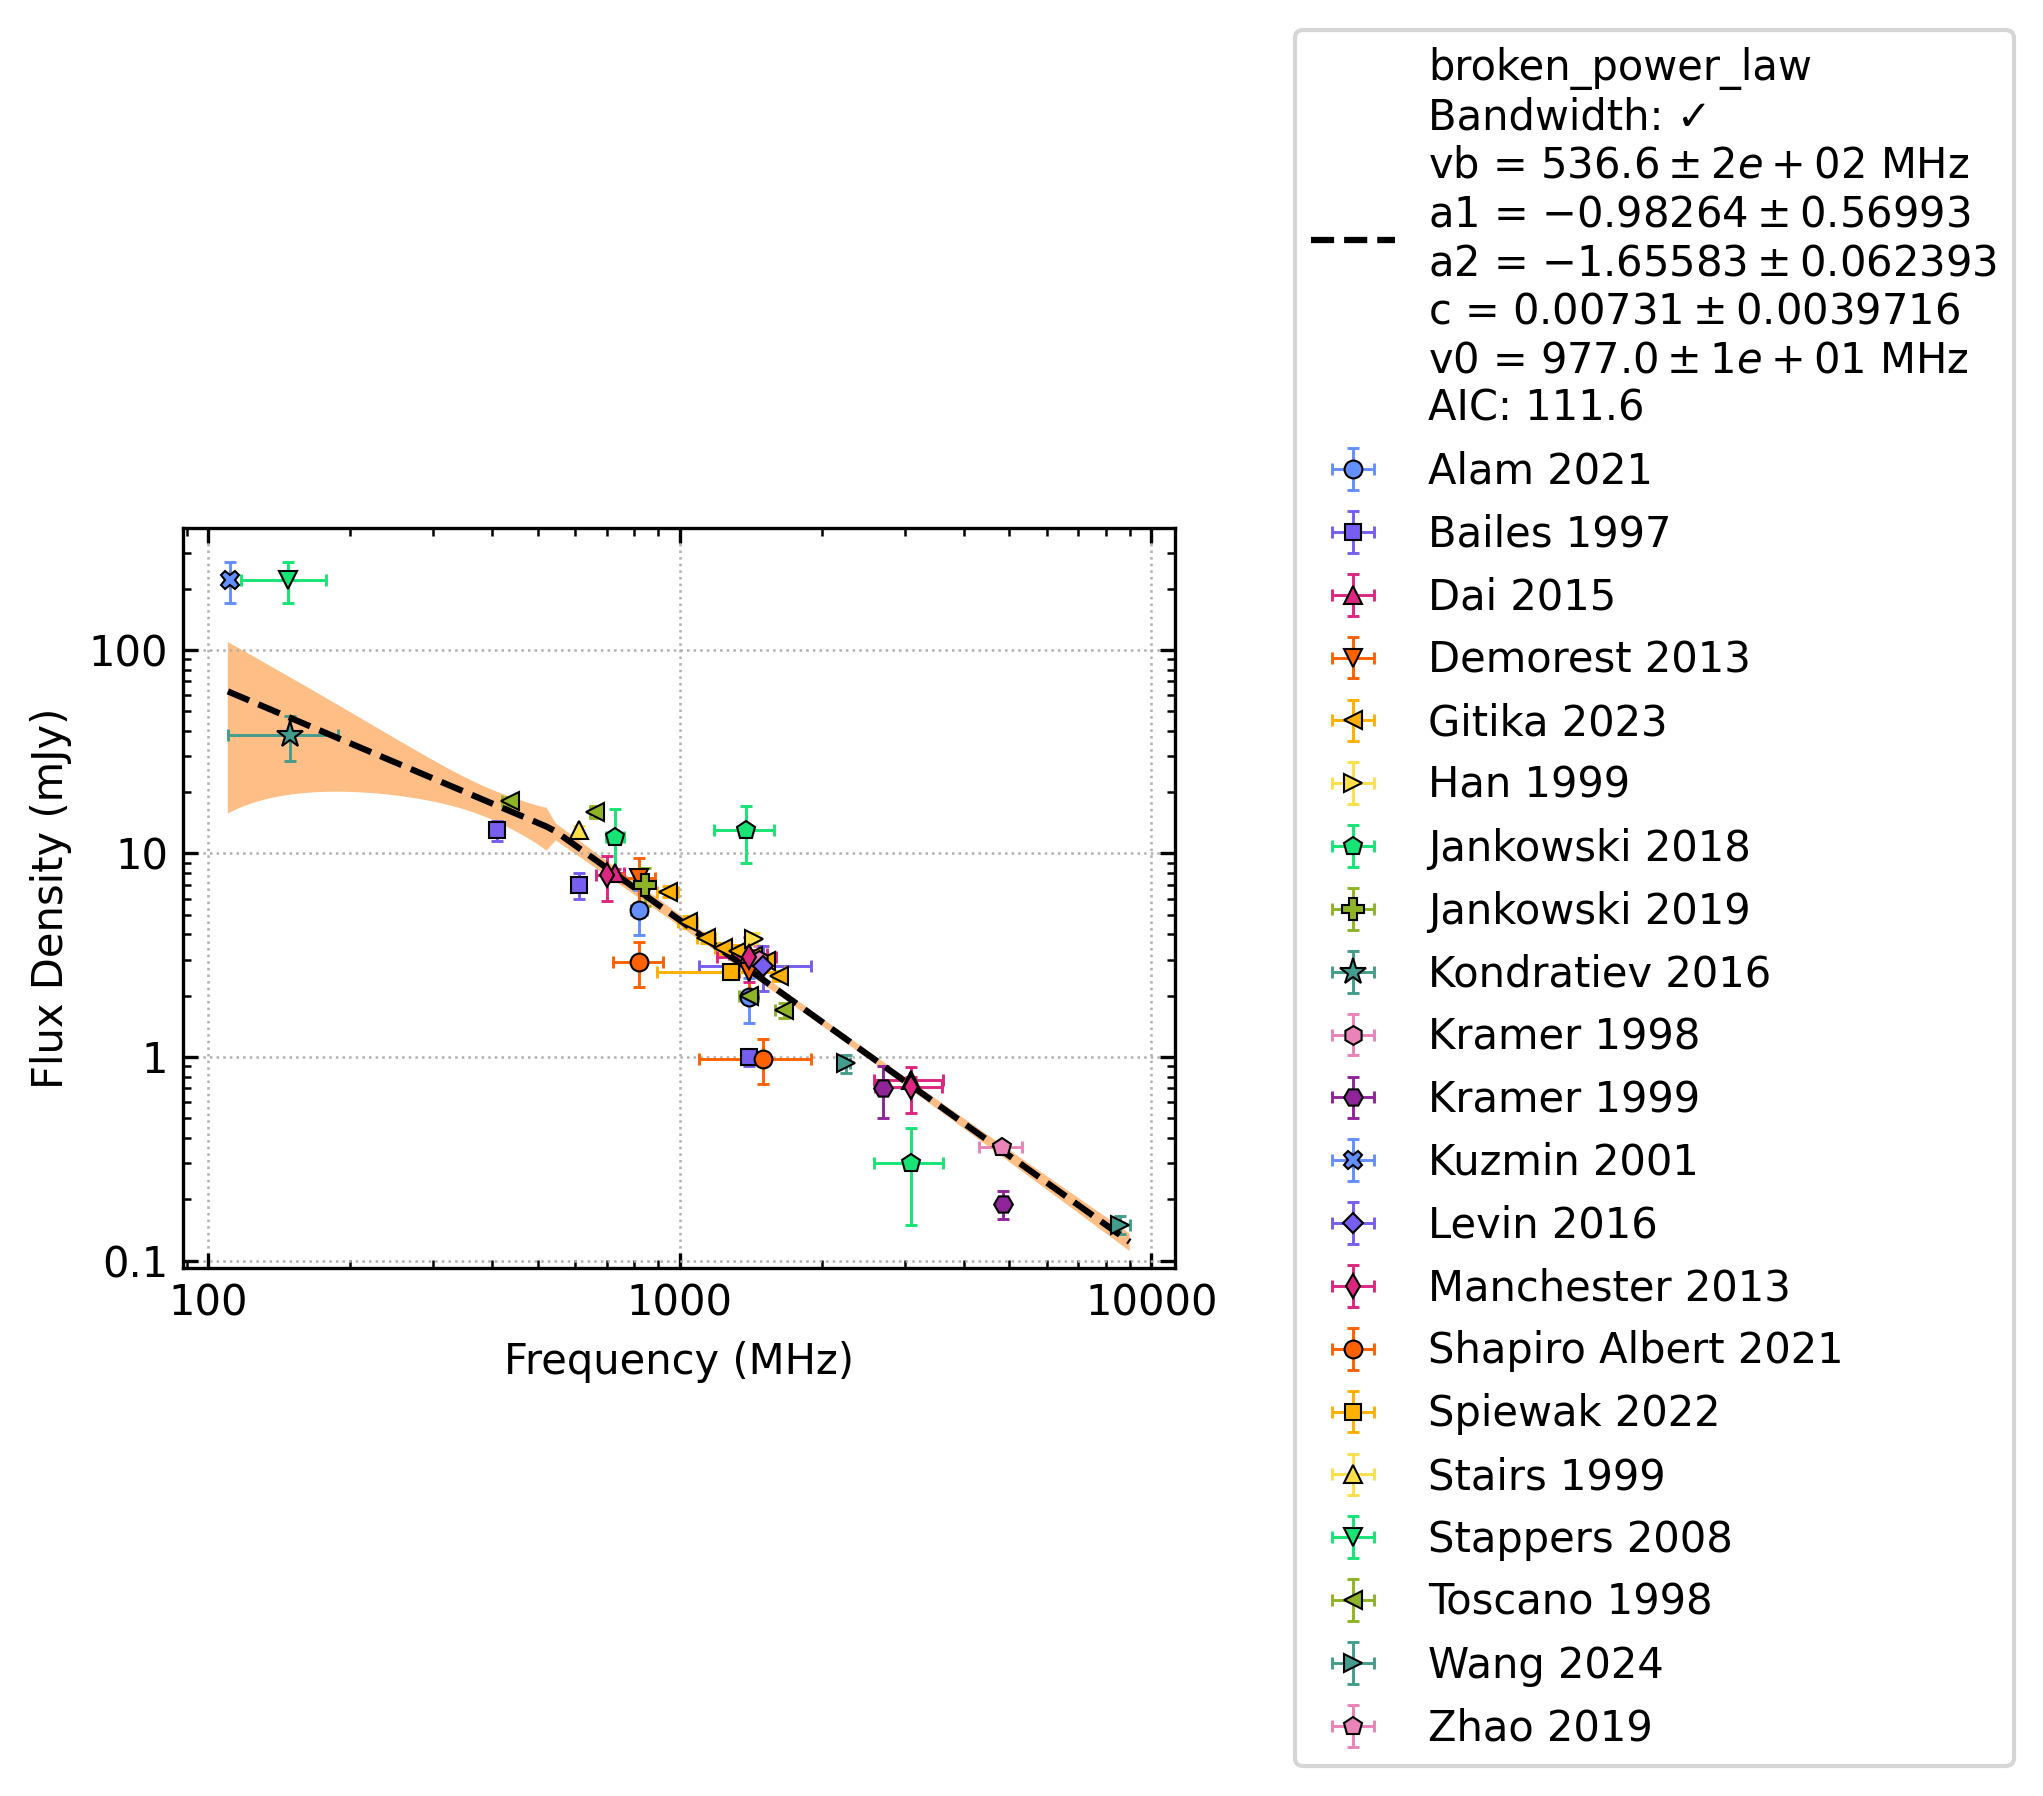 broken_power_law
Bandwidth: ✓
vb = 536.6 ± 2e + 02 MHz
a1 = −0.98264 ± 0.56993
a2 = −1.65583 ± 0.062393
c = 0.00731 ± 0.0039716
v0 = 977.0 ± 1e + 01 MHz
AIC: 111.6
Alam 2021
Bailes 1997
Dai 2015
Demorest 2013
Gitika 2023
Han 1999
Jankowski 2018
Jankowski 2019
Kondratiev 2016
Kramer 1998
Kramer 1999
Kuzmin 2001
Levin 2016
Manchester 2013
Shapiro Albert 2021
Spiewak 2022
Stairs 1999
Stappers 2008
Toscano 1998
Wang 2024
Zhao 2019
Flux Density (mJy)
100
10
1
0.1
100
1000
10000
Frequency (MHz)